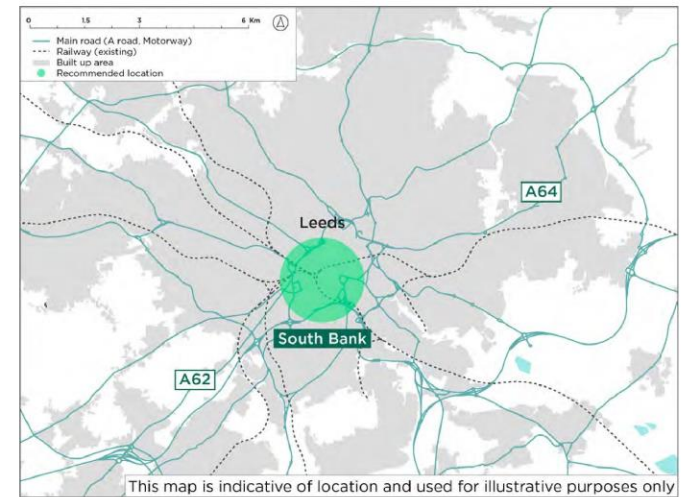 0 1.5 3 6 Km
Main road (A road, Motorway)
Railway (existing)
Built up area
Recommended location
A64
Leeds
South Bank
A62
This map is indicative of location and used for illustrative purposes only